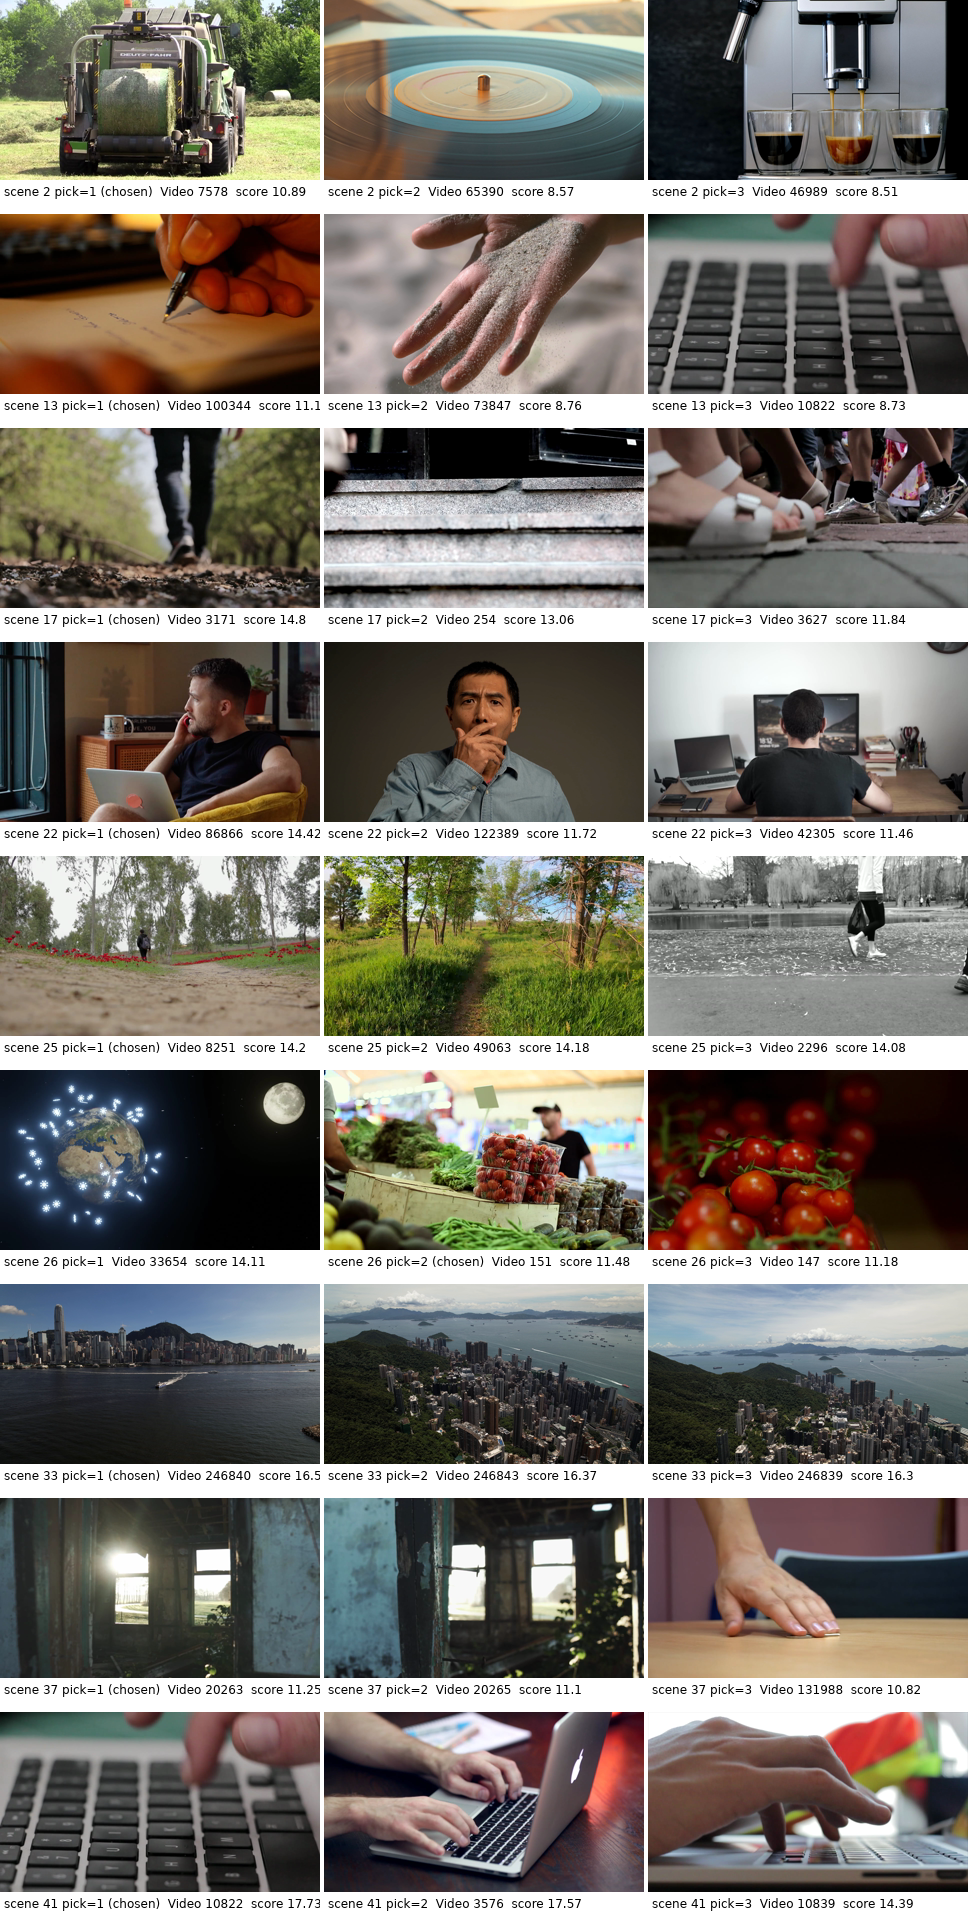 DEUTZ-FAHR
scene 2 pick=1 (chosen)  Video 7578  score 10.89
scene 2 pick=2  Video 65390  score 8.57
scene 2 pick=3  Video 46989  score 8.51
scene 13 pick=1 (chosen)  Video 100344  score 11.1
scene 13 pick=2  Video 73847  score 8.76
scene 13 pick=3  Video 10822  score 8.73
scene 17 pick=1 (chosen)  Video 3171  score 14.8
scene 17 pick=2  Video 254  score 13.06
scene 17 pick=3  Video 3627  score 11.84
scene 22 pick=1 (chosen)  Video 86866  score 14.42
scene 22 pick=2  Video 122389  score 11.72
scene 22 pick=3  Video 42305  score 11.46
scene 25 pick=1 (chosen)  Video 8251  score 14.2
scene 25 pick=2  Video 49063  score 14.18
scene 25 pick=3  Video 2296  score 14.08
scene 26 pick=1  Video 33654  score 14.11
scene 26 pick=2 (chosen)  Video 151  score 11.48
scene 26 pick=3  Video 147  score 11.18
scene 33 pick=1 (chosen)  Video 246840  score 16.5
scene 33 pick=2  Video 246843  score 16.37
scene 33 pick=3  Video 246839  score 16.3
scene 37 pick=1 (chosen)  Video 20263  score 11.25
scene 37 pick=2  Video 20265  score 11.1
scene 37 pick=3  Video 131988  score 10.82
scene 41 pick=1 (chosen)  Video 10822  score 17.73
scene 41 pick=2  Video 3576  score 17.57
scene 41 pick=3  Video 10839  score 14.39